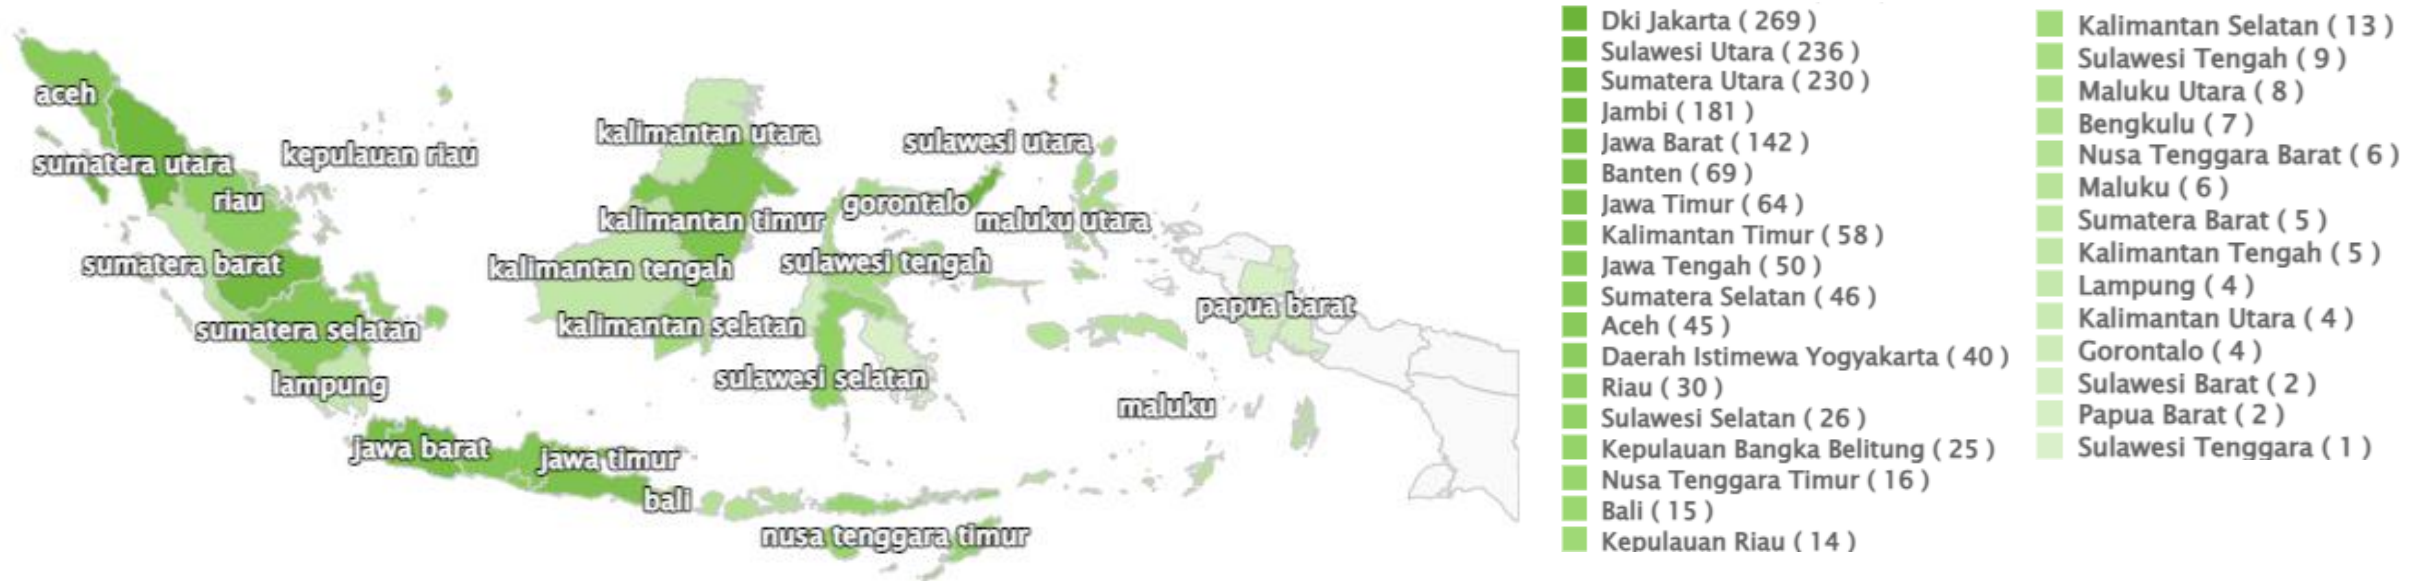 aceh
sumatera utara
kepulauan riau
riau
sumatera barat
sumatera selatan
lampung
jawa barat
jawa timur
bali
nusa tenggara timur
kalimantan utara
kalimantan timur
kalimantan tengah
kalimantan selatan
sulawesi utara
gorontalo
maluku utara
sulawesi tengah
sulawesi selatan
papua barat
maluku
Dki Jakarta ( 269 )
Sulawesi Utara ( 236 )
Sumatera Utara ( 230 )
Jambi ( 181 )
Jawa Barat ( 142 )
Banten ( 69 )
Jawa Timur ( 64 )
Kalimantan Timur ( 58 )
Jawa Tengah ( 50 )
Sumatera Selatan ( 46 )
Aceh ( 45 )
Daerah Istimewa Yogyakarta ( 40 )
Riau ( 30 )
Sulawesi Selatan ( 26 )
Kepulauan Bangka Belitung ( 25 )
Nusa Tenggara Timur ( 16 )
Bali ( 15 )
Kepulauan Riau ( 14 )
Kalimantan Selatan ( 13 )
Sulawesi Tengah ( 9 )
Maluku Utara ( 8 )
Bengkulu ( 7 )
Nusa Tenggara Barat ( 6 )
Maluku ( 6 )
Sumatera Barat ( 5 )
Kalimantan Tengah ( 5 )
Lampung ( 4 )
Kalimantan Utara ( 4 )
Gorontalo ( 4 )
Sulawesi Barat ( 2 )
Papua Barat ( 2 )
Sulawesi Tenggara ( 1 )